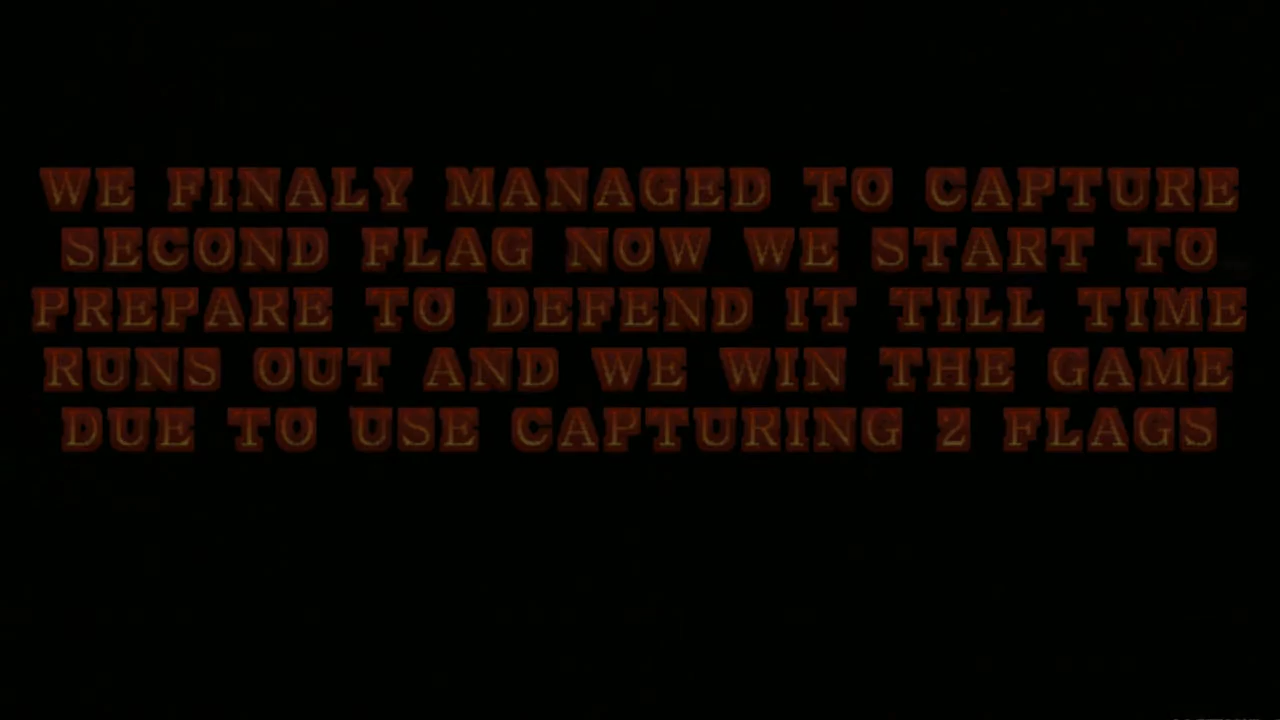 WE FINALY MANAGED TO CAPTURE
SECOND FLAG NOW WE START TO
PREPARE TO DEFEND IT TILL TIME
RUNS OUT AND WE WIN THE GAME
DUE TO USE CAPTURING 2 FLAGS